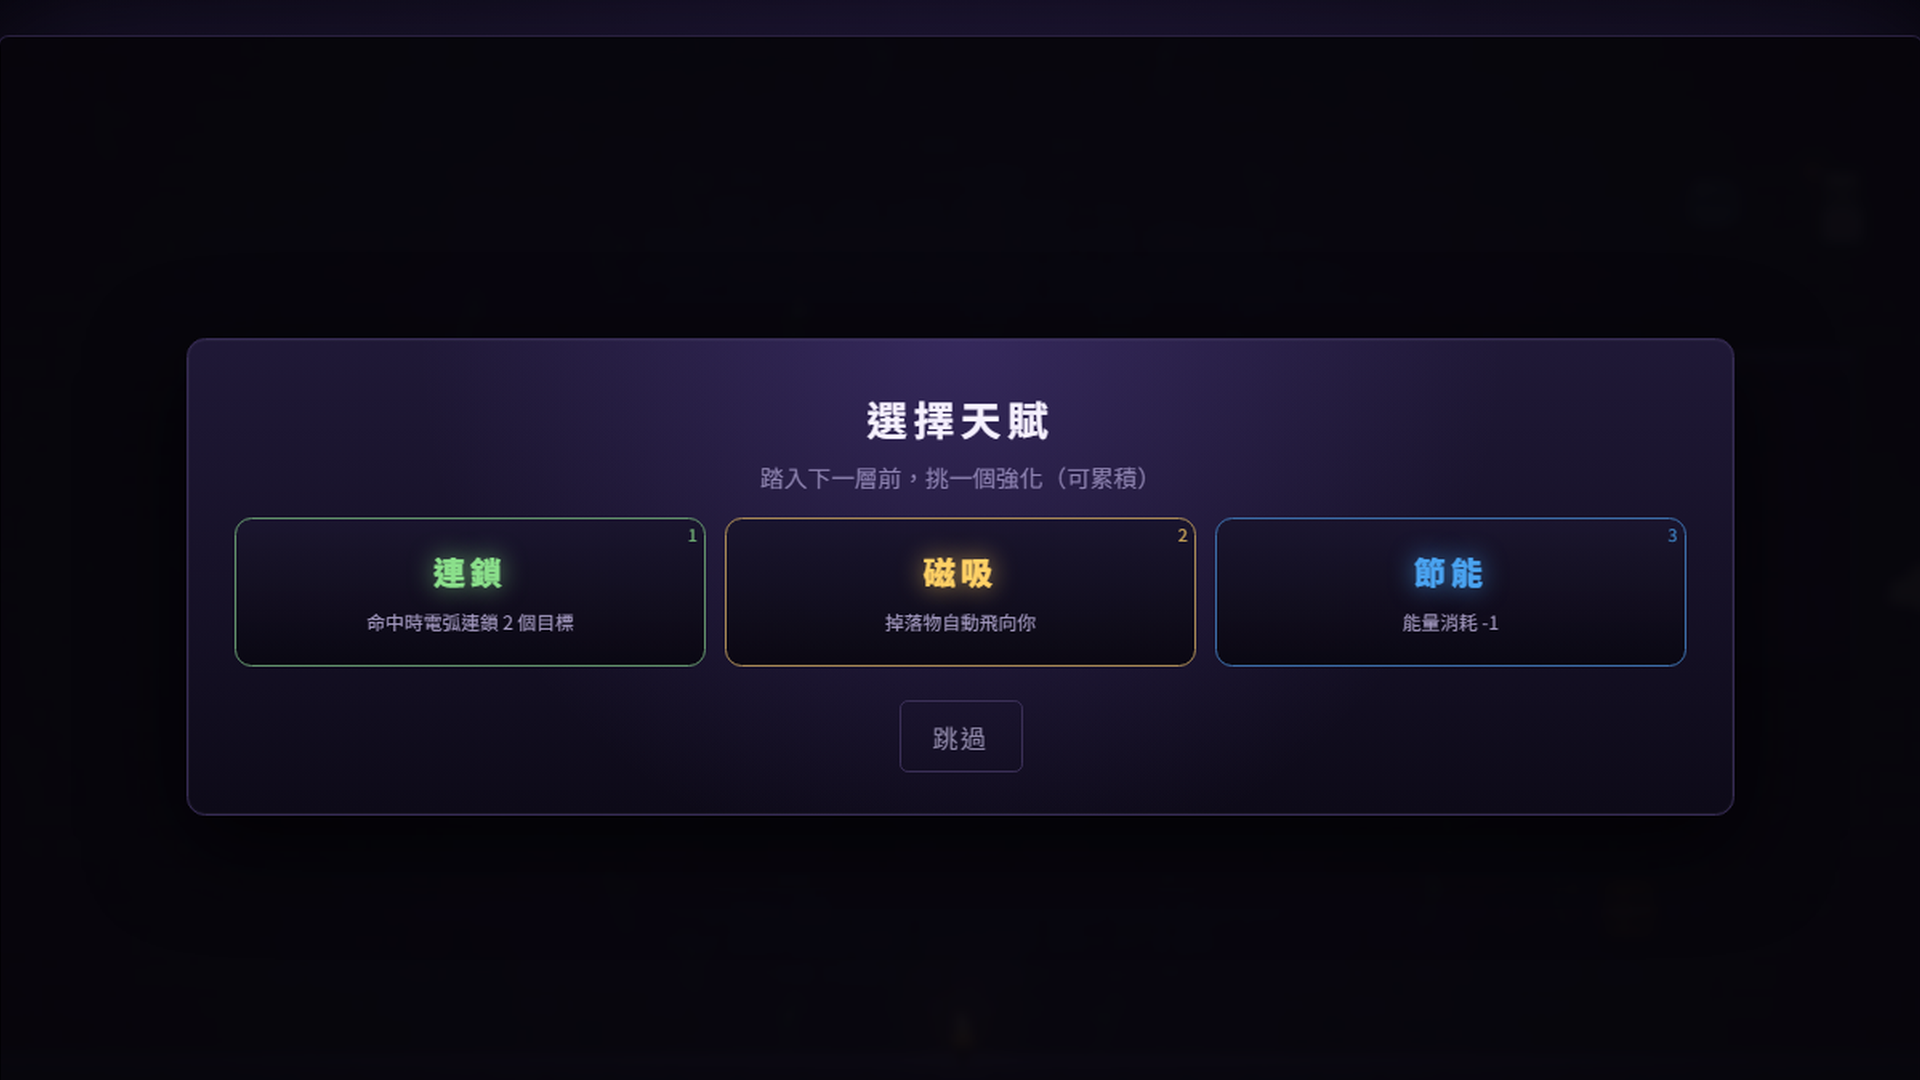 選擇天賦
踏入下一層前，挑一個強化（可累積）
1
連鎖
命中時電弧連鎖 2 個目標
2
磁吸
掉落物自動飛向你
3
節能
能量消耗 -1
跳過